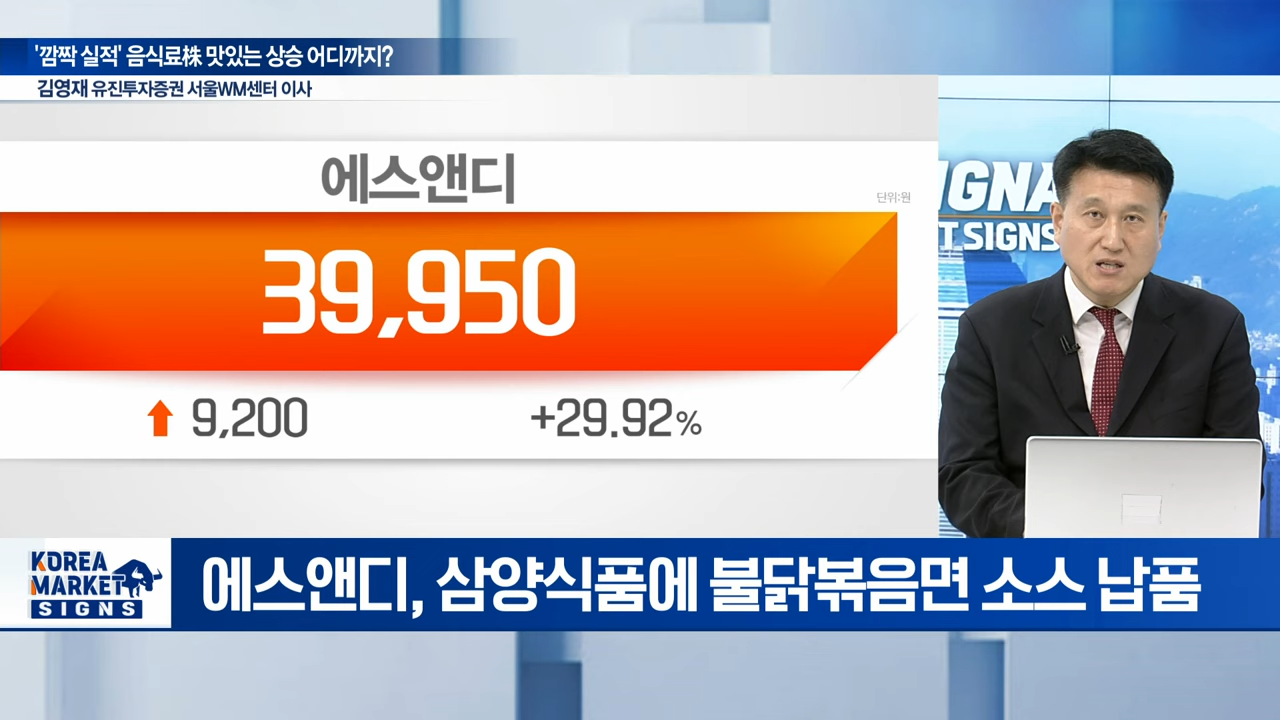 '깜짝 실적' 음식료株 맛있는 상승 어디까지?
김영재 유진투자증권 서울WM센터 이사
에스앤디
단위:원
39,950
9,200
+29.92%
IGNA
T SIGNS
KOREA
MARKET
SIGNS
에스앤디, 삼양식품에 불닭볶음면 소스 납품